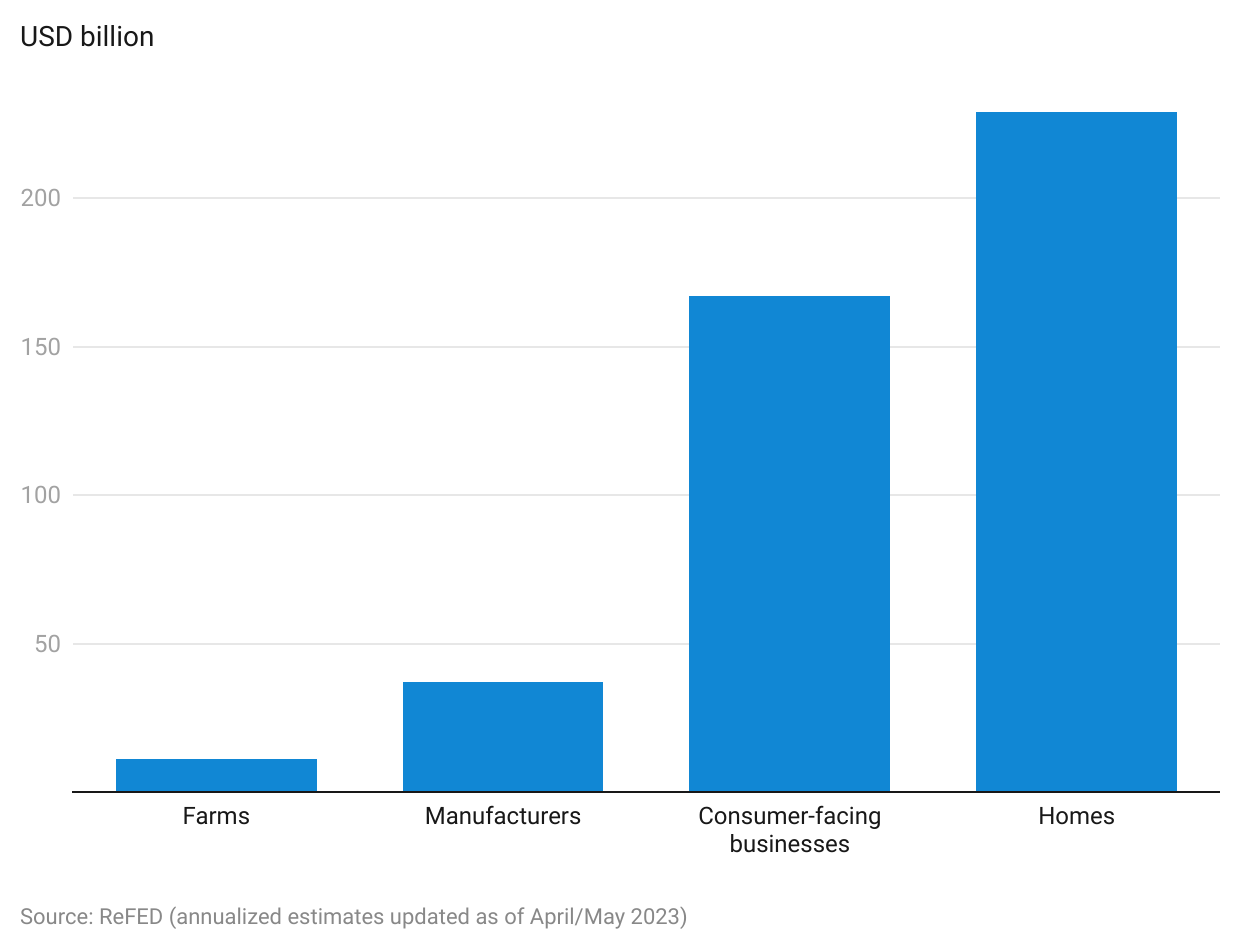 USD billion
200
150
100
50
Farms
Manufacturers
Consumer-facing
businesses
Homes
Source: ReFED (annualized estimates updated as of April/May 2023)